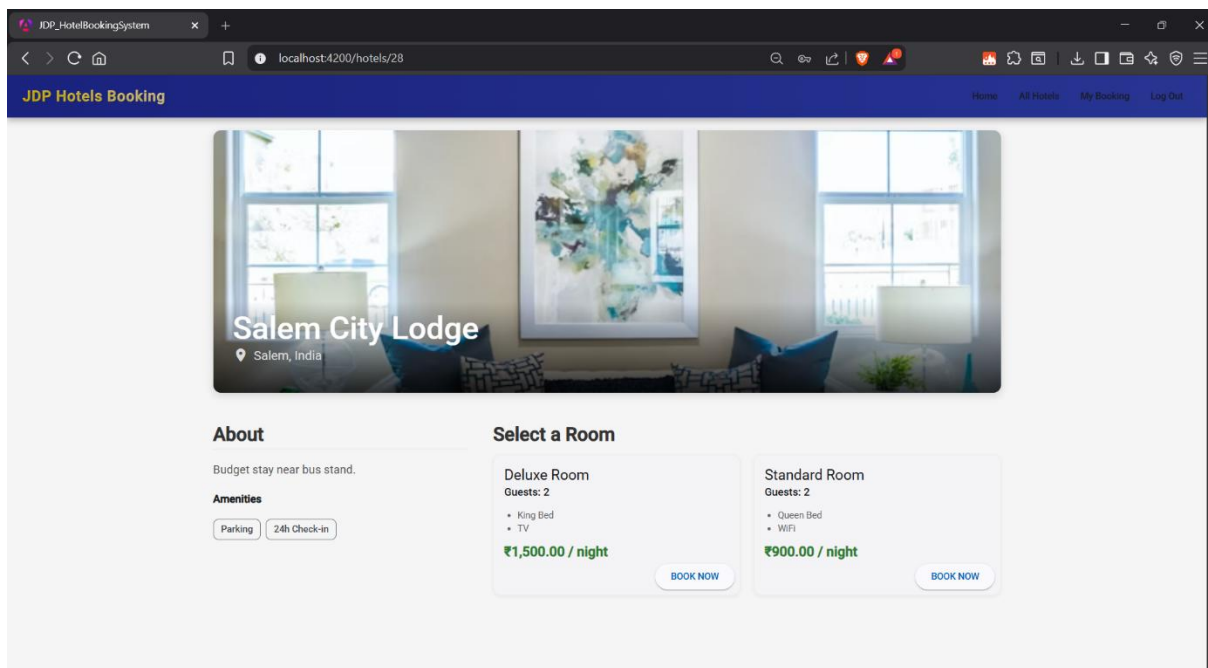 JDP_HotelBookingSystem
localhost:4200/hotels/28
JDP Hotels Booking
Home All Hotels My Booking Log Out
Salem City Lodge
Salem, India
About
Budget stay near bus stand.
Amenities
Parking 24h Check-in
Select a Room
Deluxe Room
Guests: 2
King Bed
TV
₹1,500.00 / night
BOOK NOW
Standard Room
Guests: 2
Queen Bed
WiFi
₹900.00 / night
BOOK NOW